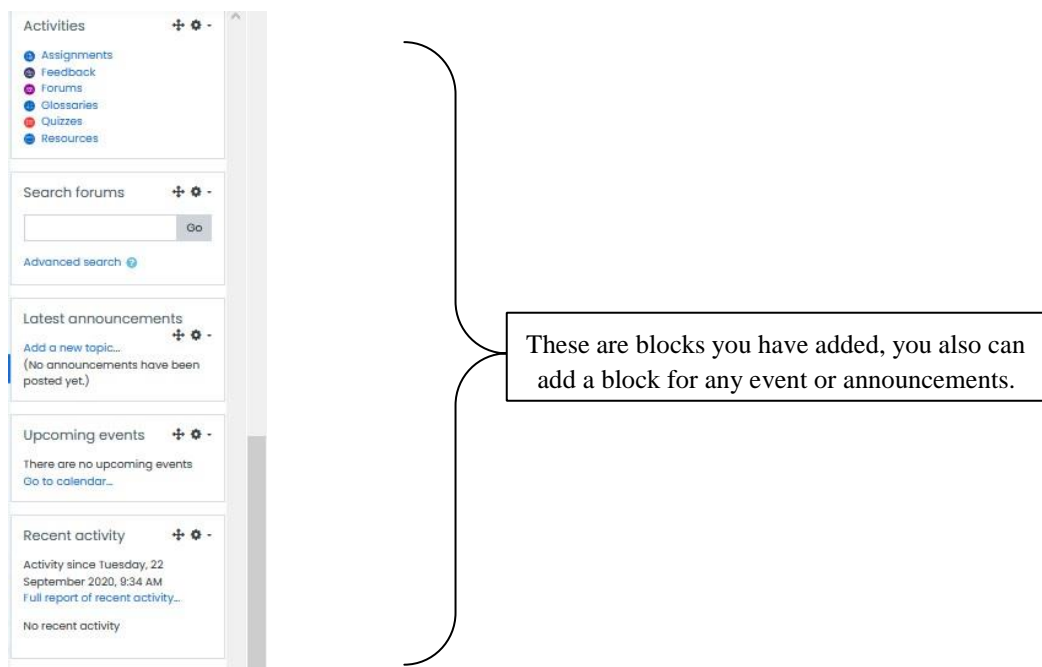 Activities
Assignments
Feedback
Forums
Glossaries
Quizzes
Resources
Search forums
Go
Advanced search
Latest announcements
Add a new topic...
(No announcements have been
posted yet.)
Upcoming events
There are no upcoming events
Go to calendar...
Recent activity
Activity since Tuesday, 22
September 2020, 9:34 AM
Full report of recent activity...
No recent activity
These are blocks you have added, you also can
add a block for any event or announcements.